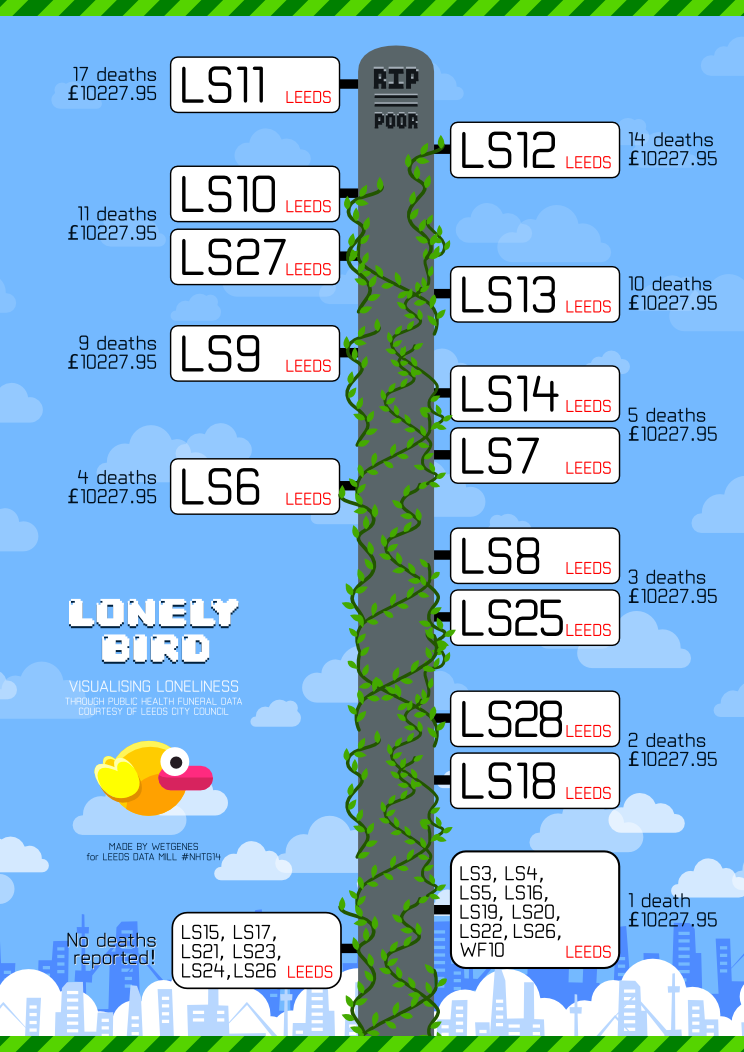 RIP
POOR
17 deaths
£10227.95
LS11 LEEDS
LS12 LEEDS
14 deaths
£10227.95
11 deaths
£10227.95
LS10 LEEDS
LS27 LEEDS
LS13 LEEDS
10 deaths
£10227.95
9 deaths
£10227.95
LS9 LEEDS
LS14 LEEDS
LS7 LEEDS
5 deaths
£10227.95
4 deaths
£10227.95
LS6 LEEDS
LS8 LEEDS
LS25 LEEDS
3 deaths
£10227.95
LONELY
BIRD
VISUALISING LONELINESS
THROUGH PUBLIC HEALTH FUNERAL DATA
COURTESY OF LEEDS CITY COUNCIL
LS28 LEEDS
LS18 LEEDS
2 deaths
£10227.95
MADE BY WETGENES
for LEEDS DATA MILL #NHTG14
LS3, LS4,
LS5, LS16,
LS19, LS20,
LS22, LS26,
WF10 LEEDS
1 death
£10227.95
No deaths
reported!
LS15, LS17,
LS21, LS23,
LS24, LS26 LEEDS